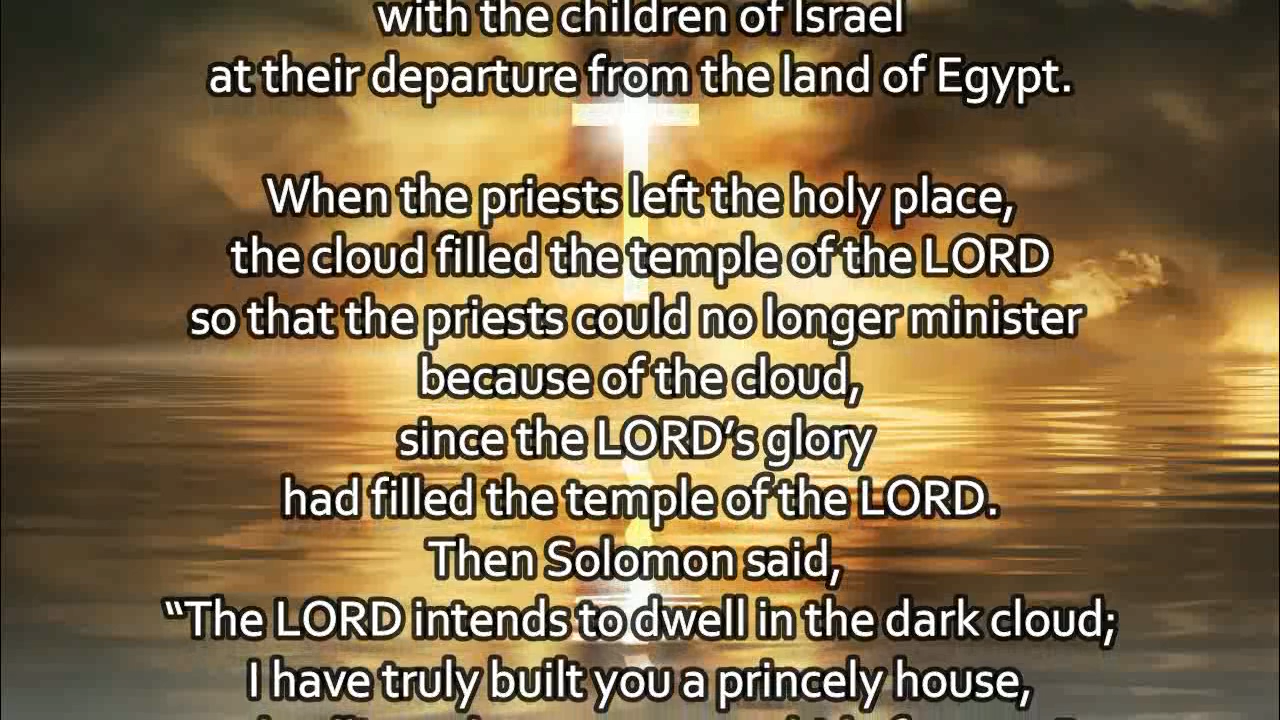 with the children of Israel
at their departure from the land of Egypt.
When the priests left the holy place,
the cloud filled the temple of the LORD
so that the priests could no longer minister
because of the cloud,
since the LORD’s glory
had filled the temple of the LORD.
Then Solomon said,
“The LORD intends to dwell in the dark cloud;
I have truly built you a princely house,